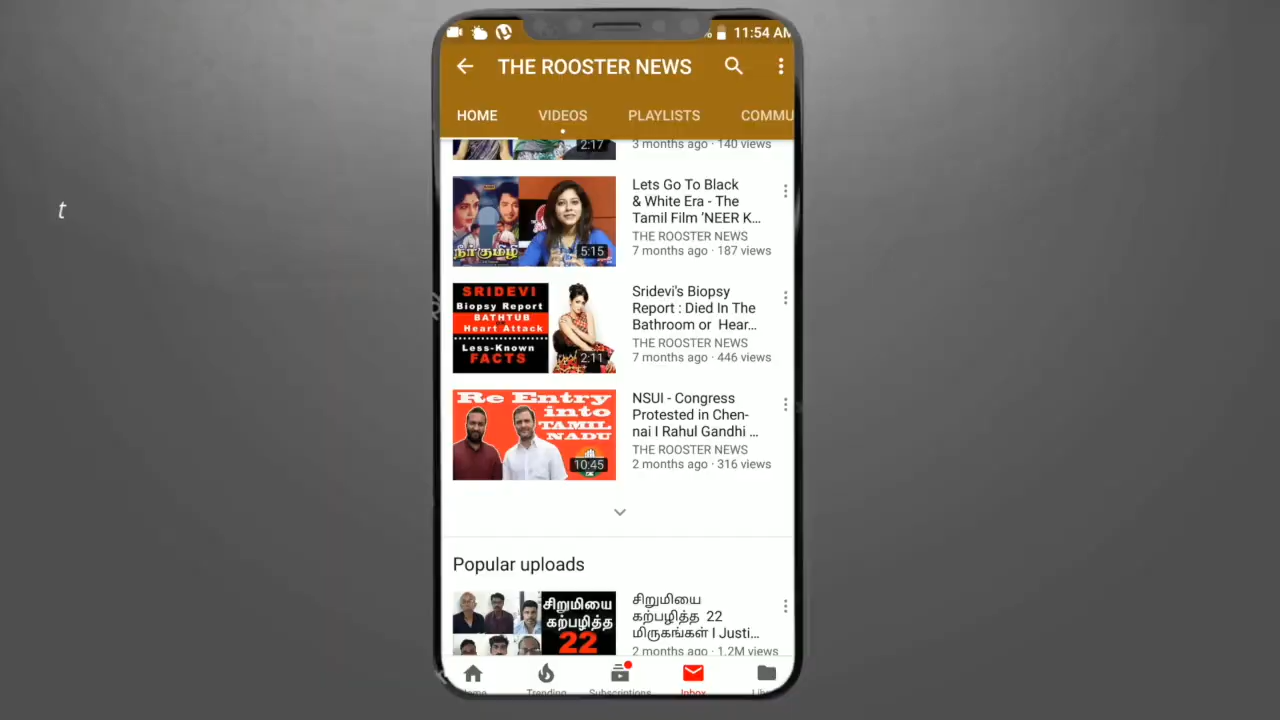 11:54 AM
THE ROOSTER NEWS
HOME VIDEOS PLAYLISTS COMMU
2:17
3 months ago · 140 views
நீர்குமிழி
5:15
Lets Go To Black
& White Era - The
Tamil Film 'NEER K...
THE ROOSTER NEWS
7 months ago · 187 views
t
SRIDEVI
Biopsy Report
BATHTUB
Heart Attack
Less-Known
FACTS
2:11
Sridevi's Biopsy
Report : Died In The
Bathroom or Hear...
THE ROOSTER NEWS
7 months ago · 446 views
Re Entry
into
TAMIL
NADU
10:45
NSUI - Congress
Protested in Chen-
nai I Rahul Gandhi ...
THE ROOSTER NEWS
2 months ago · 316 views
Popular uploads
சிறுமியை
கற்பழித்த
22
சிறுமியை
கற்பழித்த 22
மிருகங்கள் I Justi...
2 months ago · 1.2M views
Trending Subscriptions Inbox